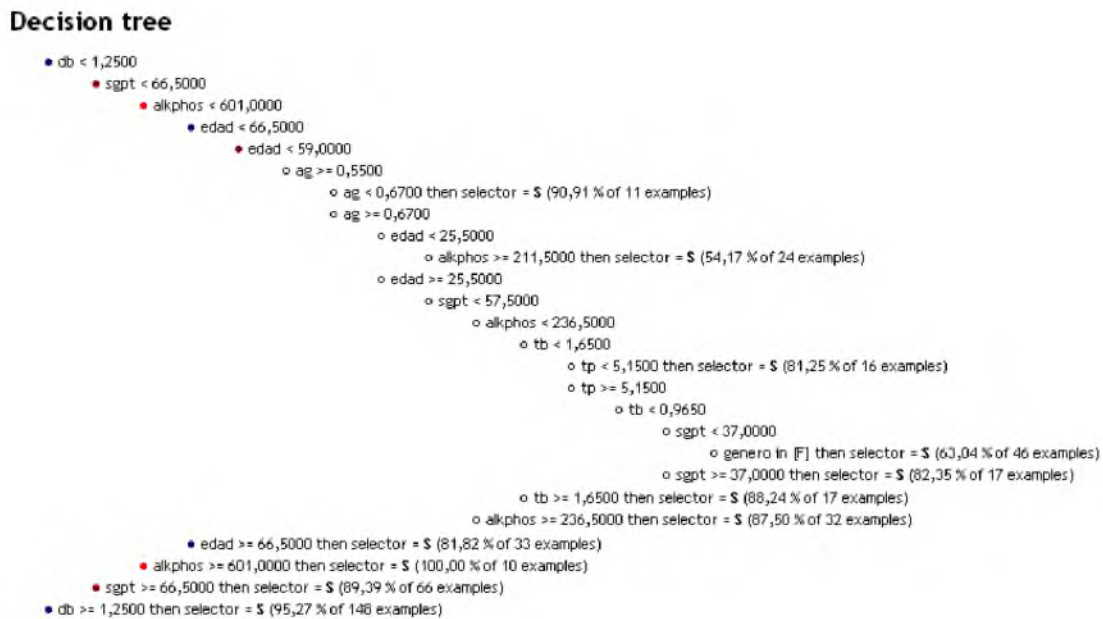 Decision tree
db < 1,2500
sgpt < 66,5000
alkphos < 601,0000
edad < 66,5000
edad < 59,0000
ag >= 0,5500
ag < 0,6700 then selector = S (90,91 % of 11 examples)
ag >= 0,6700
edad < 25,5000
alkphos >= 211,5000 then selector = S (54,17 % of 24 examples)
edad >= 25,5000
sgpt < 57,5000
alkphos < 236,5000
tb < 1,6500
tp < 5,1500 then selector = S (81,25 % of 16 examples)
tp >= 5,1500
tb < 0,9650
sgpt < 37,0000
genero in [F] then selector = S (63,04 % of 46 examples)
sgpt >= 37,0000 then selector = S (82,35 % of 17 examples)
tb >= 1,6500 then selector = S (88,24 % of 17 examples)
alkphos >= 236,5000 then selector = S (87,50 % of 32 examples)
edad >= 66,5000 then selector = S (81,82 % of 33 examples)
alkphos >= 601,0000 then selector = S (100,00 % of 10 examples)
sgpt >= 66,5000 then selector = S (89,39 % of 66 examples)
db >= 1,2500 then selector = S (95,27 % of 148 examples)